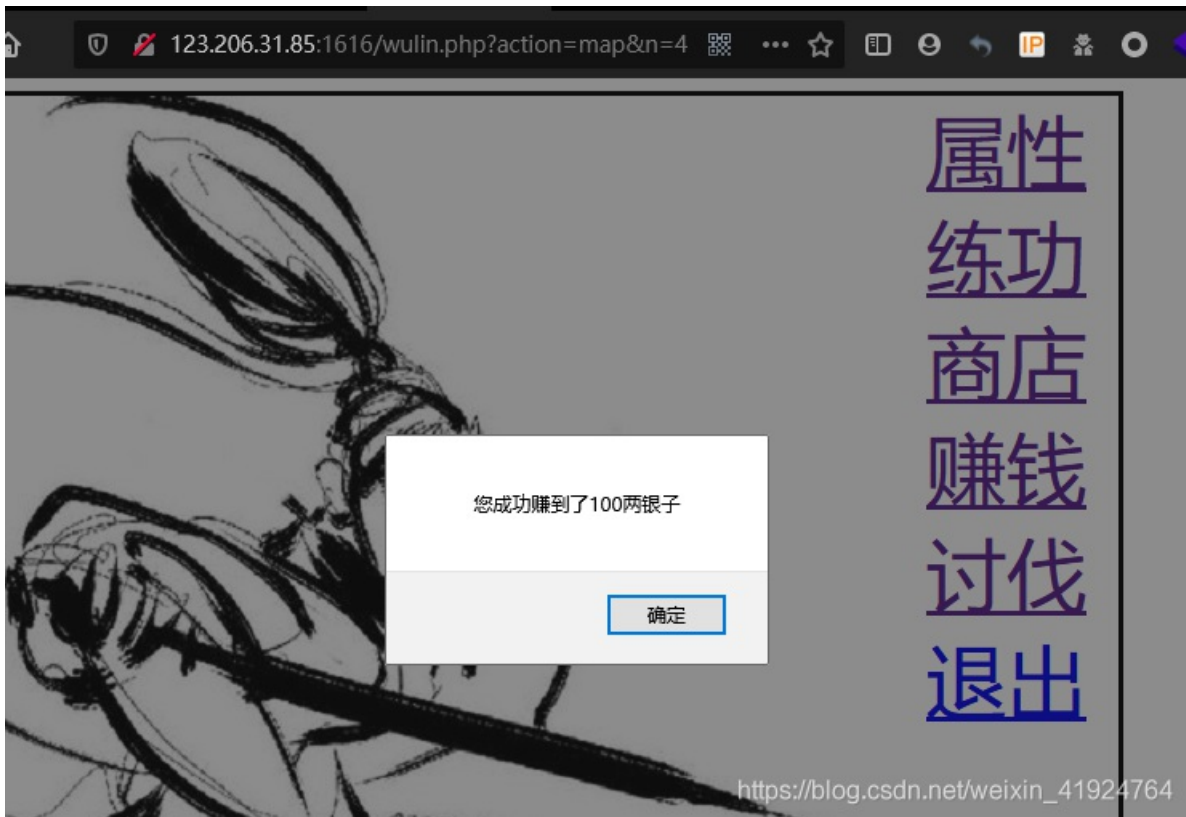 123.206.31.85:1616/wulin.php?action=map&n=4
IP
属性
练功
商店
赚钱
讨伐
退出
您成功赚到了100两银子
确定
https://blog.csdn.net/weixin_41924764